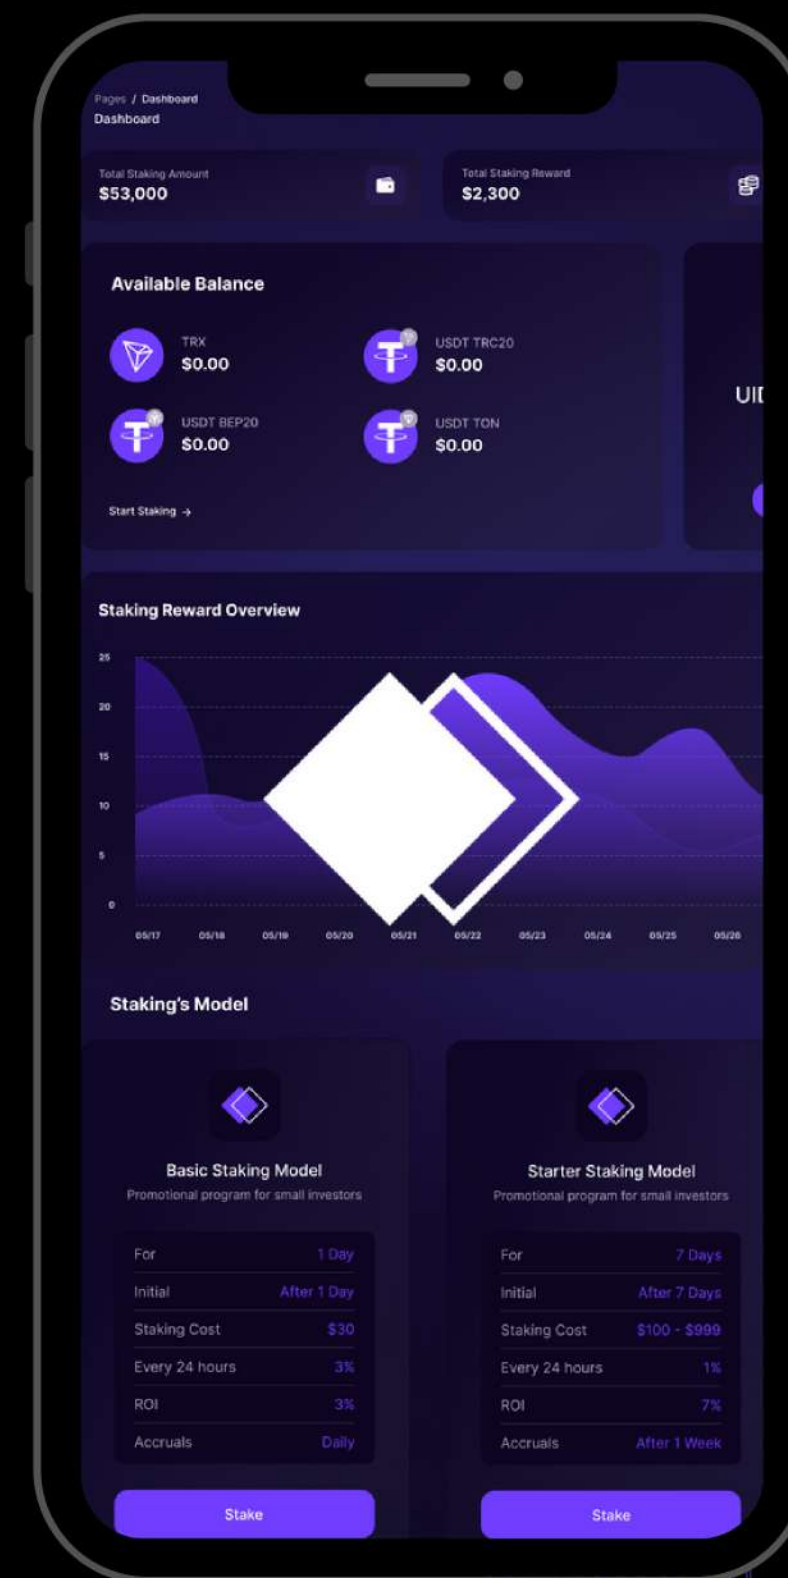 Pages / Dashboard
Dashboard
Total Staking Amount
$53,000
Total Staking Reward
$2,300
Available Balance
TRX
$0.00
USDT TRC20
$0.00
USDT BEP20
$0.00
USDT TON
$0.00
Start Staking →
UID
Staking Reward Overview
25
20
15
10
5
0
05/17 05/18 05/19 05/20 05/21 05/22 05/23 05/24 05/25 05/26
Staking's Model
Basic Staking Model
Promotional program for small investors
For 1 Day
Initial After 1 Day
Staking Cost $30
Every 24 hours 3%
ROI 3%
Accruals Daily
Stake
Starter Staking Model
Promotional program for small investors
For 7 Days
Initial After 7 Days
Staking Cost $100 - $999
Every 24 hours 1%
ROI 7%
Accruals After 1 Week
Stake